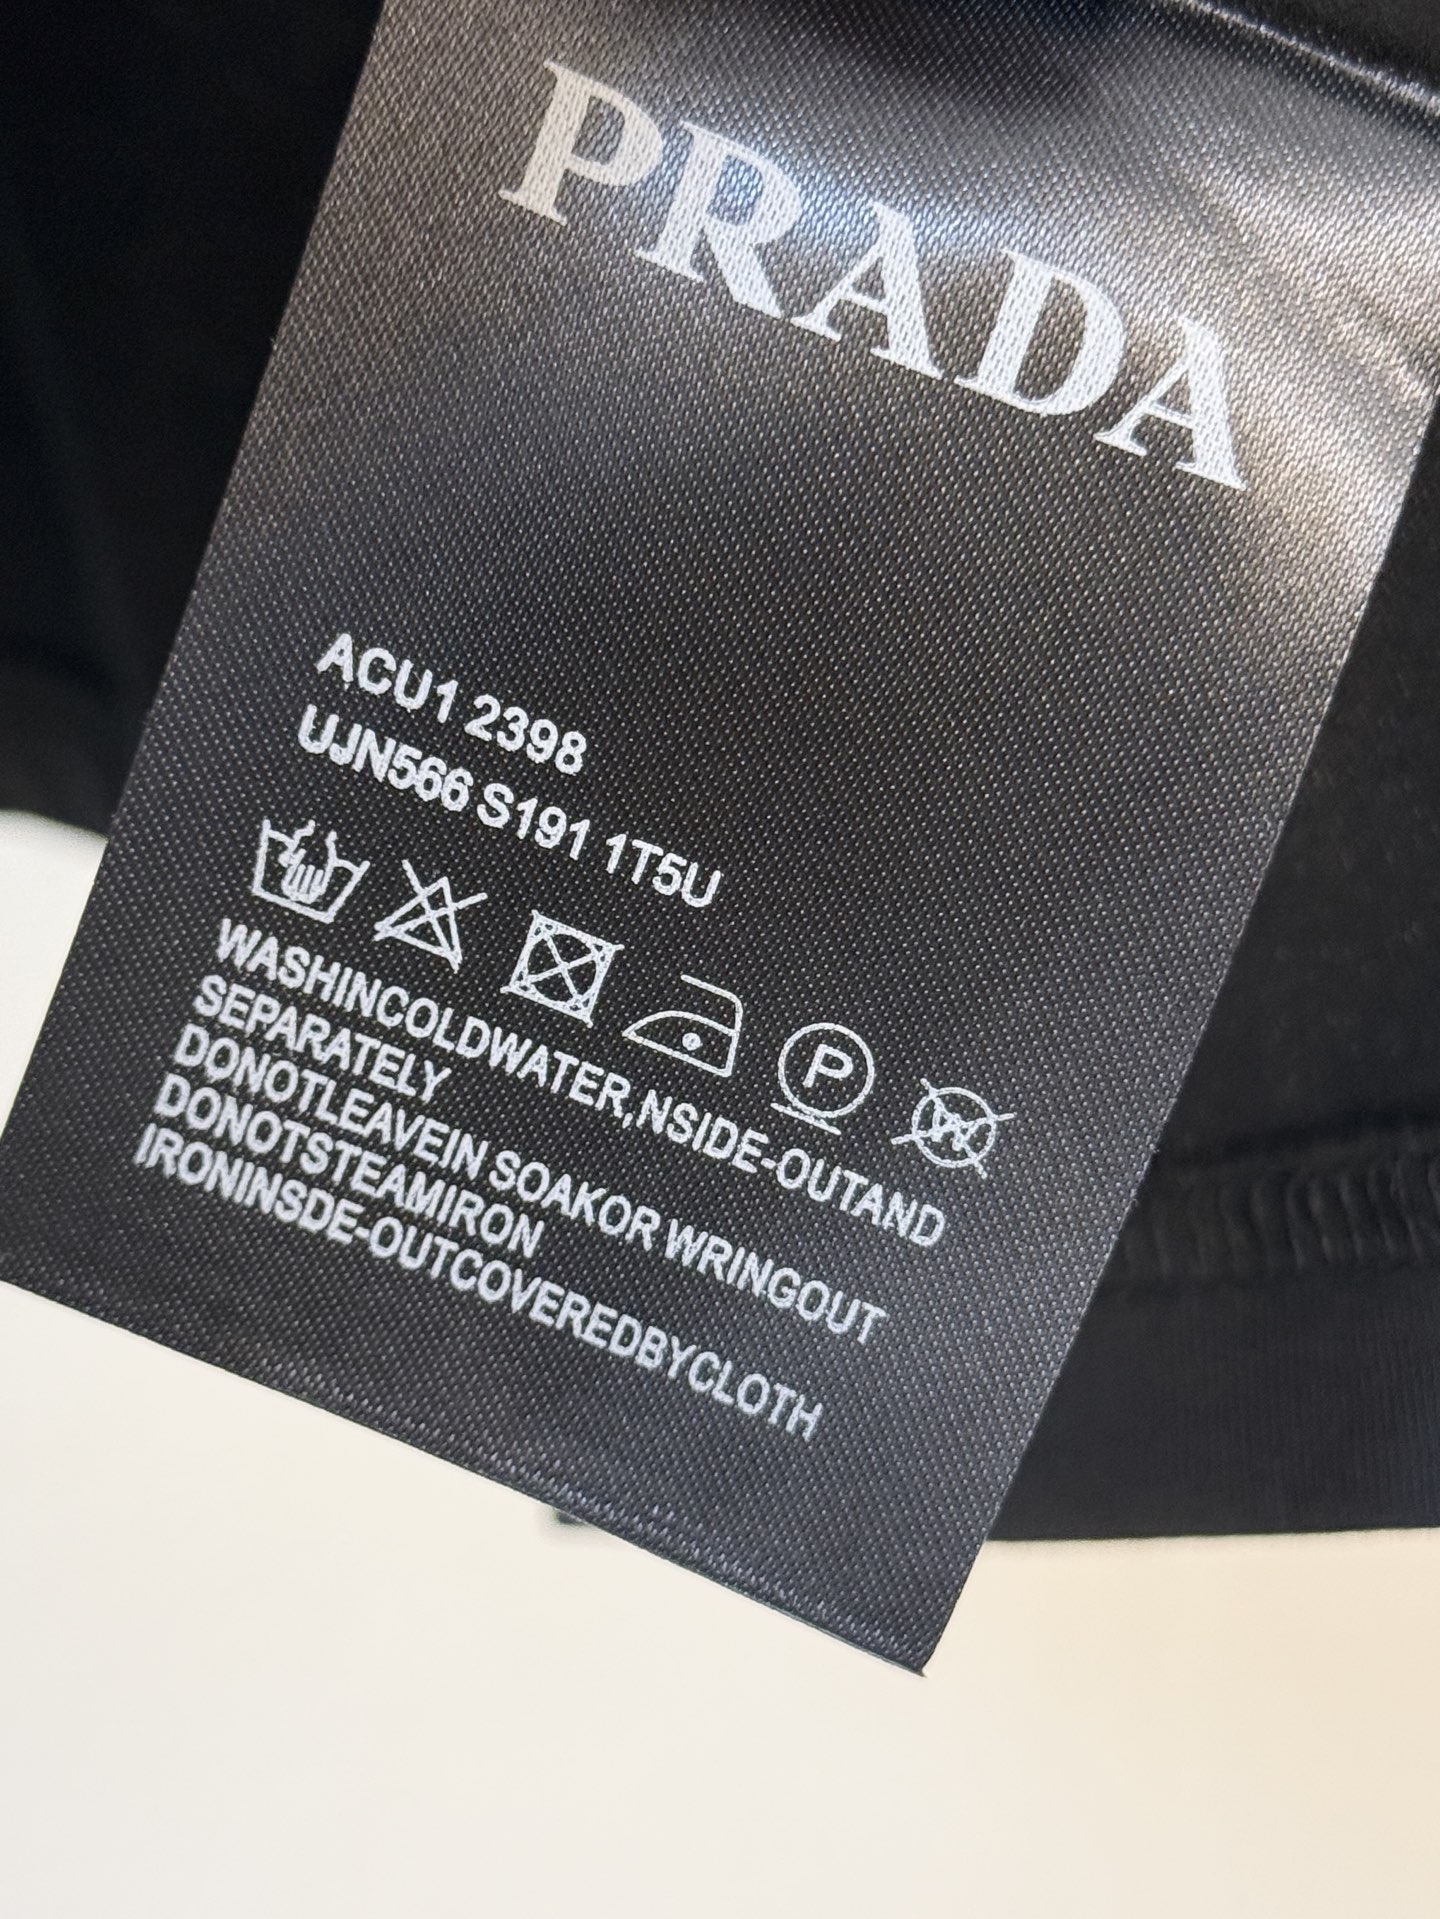 PRADA
ACU1 2398
UJN566 S191 1T5U
P W
WASHINCOLDWATER,NSIDE-OUTAND
SEPARATELY
DONOTLEAVEIN SOAKOR WRINGOUT
DONOTSTEAMIRON
IRONINSDE-OUTCOVEREDBYCLOTH